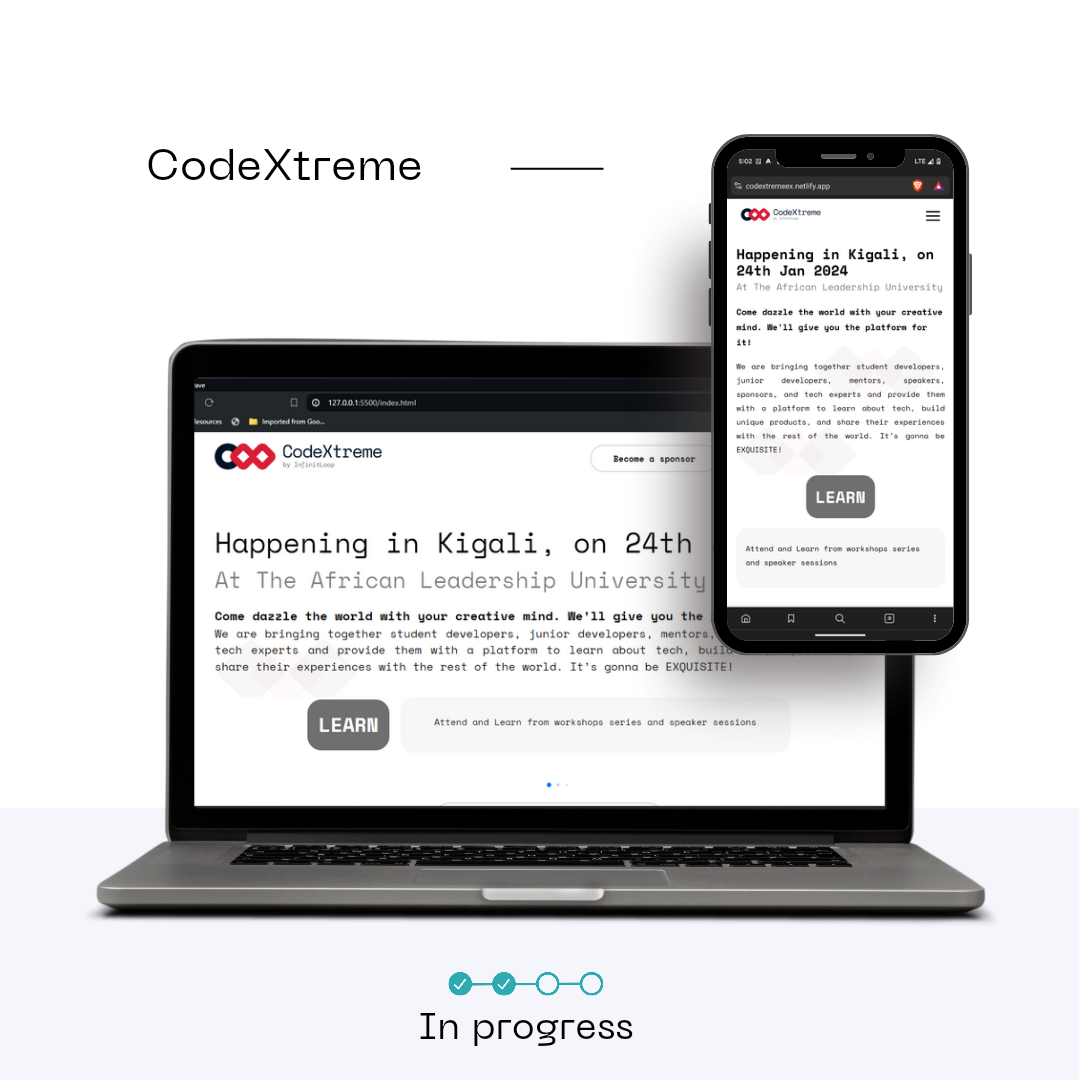 CodeXtreme
5:02
LTE
codextremeex.netlify.app
CodeXtreme
by InfinitLoop
Happening in Kigali, on
24th Jan 2024
At The African Leadership University
Come dazzle the world with your creative
mind. We'll give you the platform for
it!
We are bringing together student developers,
junior developers, mentors, speakers,
sponsors, and tech experts and provide them
with a platform to learn about tech, build
unique products, and share their experiences
with the rest of the world. It's gonna be
EXQUISITE!
LEARN
Attend and Learn from workshops series
and speaker sessions
ave
127.0.0.1:5500/index.html
Resources
Imported from Goo...
CodeXtreme
by InfinitLoop
Become a sponsor
Happening in Kigali, on 24th
At The African Leadership University
Come dazzle the world with your creative mind. We'll give you the
We are bringing together student developers, junior developers, mentors,
tech experts and provide them with a platform to learn about tech, build
share their experiences with the rest of the world. It's gonna be EXQUISITE!
LEARN
Attend and Learn from workshops series and speaker sessions
In progress